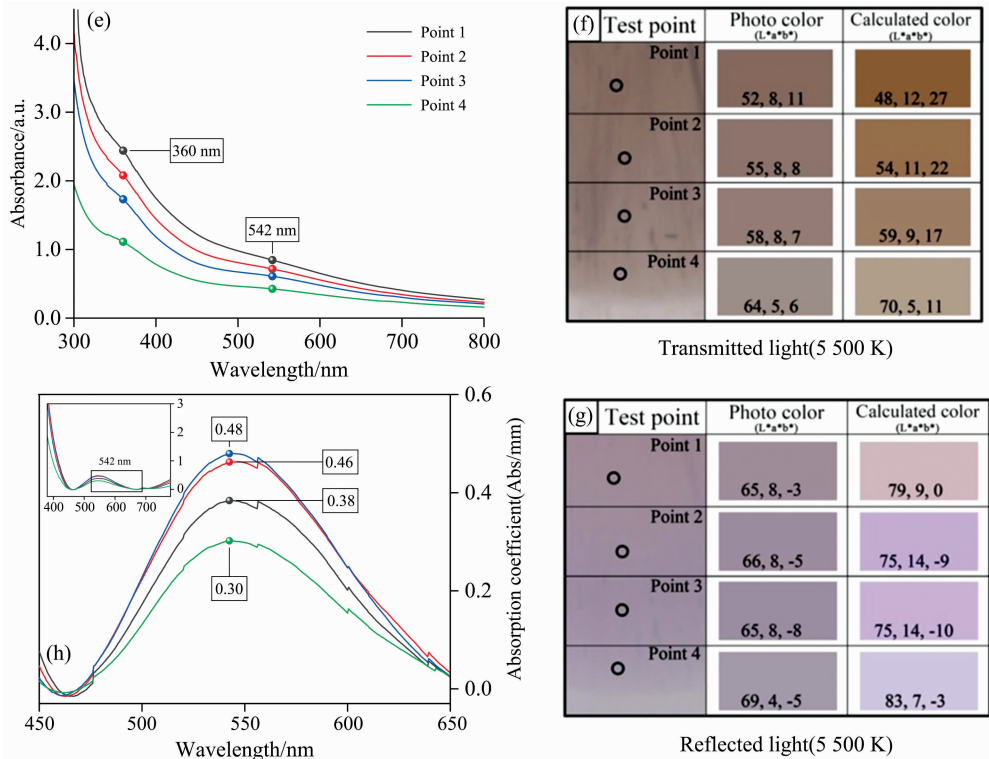 (e)
Point 1
Point 2
Point 3
Point 4
360 nm
542 nm
Absorbance/a.u.
4.0
3.0
2.0
1.0
0.0
300 400 500 600 700 800
Wavelength/nm
(f) Test point Photo color (L*a*b*) Calculated color (L*a*b*)
Point 1 52, 8, 11 48, 12, 27
Point 2 55, 8, 8 54, 11, 22
Point 3 58, 8, 7 59, 9, 17
Point 4 64, 5, 6 70, 5, 11
Transmitted light(5 500 K)
(h)
3
2
1
0
542 nm
400 500 600 700
0.48
0.46
0.38
0.30
0.6
0.4
0.2
0.0
Absorption coefficient(Abs/mm)
450 500 550 600 650
Wavelength/nm
(g) Test point Photo color (L*a*b*) Calculated color (L*a*b*)
Point 1 65, 8, -3 79, 9, 0
Point 2 66, 8, -5 75, 14, -9
Point 3 65, 8, -8 75, 14, -10
Point 4 69, 4, -5 83, 7, -3
Reflected light(5 500 K)